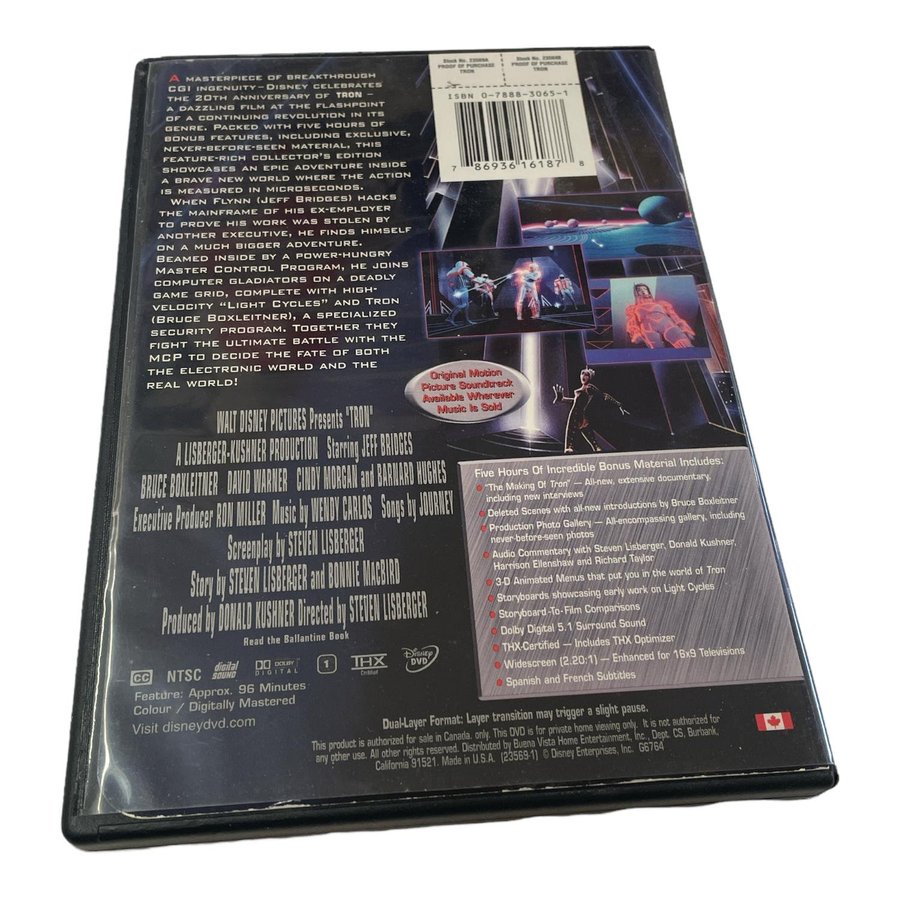 Stock No. 23569A
PROOF OF PURCHASE
TRON
PROOF OF PURCHASE
TRON
ISBN 0-7888-3065-1
7 86936 16187 8
A MASTERPIECE OF BREAKTHROUGH
CGI INGENUITY – DISNEY CELEBRATES
THE 20TH ANNIVERSARY OF TRON –
A DAZZLING FILM AT THE FLASHPOINT
OF A CONTINUING REVOLUTION IN ITS
GENRE. PACKED WITH FIVE HOURS OF
BONUS FEATURES, INCLUDING EXCLUSIVE,
NEVER-BEFORE-SEEN MATERIAL, THIS
FEATURE-RICH COLLECTOR'S EDITION
SHOWCASES AN EPIC ADVENTURE INSIDE
A BRAVE NEW WORLD WHERE THE ACTION
IS MEASURED IN MICROSECONDS.
WHEN FLYNN (JEFF BRIDGES) HACKS
THE MAINFRAME OF HIS EX-EMPLOYER
TO PROVE HIS WORK WAS STOLEN BY
ANOTHER EXECUTIVE, HE FINDS HIMSELF
ON A MUCH BIGGER ADVENTURE.
BEAMED INSIDE BY A POWER-HUNGRY
MASTER CONTROL PROGRAM, HE JOINS
COMPUTER GLADIATORS ON A DEADLY
GAME GRID, COMPLETE WITH HIGH-
VELOCITY "LIGHT CYCLES" AND TRON
(BRUCE BOXLEITNER), A SPECIALIZED
SECURITY PROGRAM. TOGETHER THEY
FIGHT THE ULTIMATE BATTLE WITH THE
MCP TO DECIDE THE FATE OF BOTH
THE ELECTRONIC WORLD AND THE
REAL WORLD!
Original Motion
Picture Soundtrack
Available Wherever
Music Is Sold
WALT DISNEY PICTURES Presents "TRON"
A LISBERGER-KUSHNER PRODUCTION Starring JEFF BRIDGES
BRUCE BOXLEITNER DAVID WARNER CINDY MORGAN and BARNARD HUGHES
Executive Producer RON MILLER Music by WENDY CARLOS Songs by JOURNEY
Screenplay by STEVEN LISBERGER
Story by STEVEN LISBERGER and BONNIE MACBIRD
Produced by DONALD KUSHNER Directed by STEVEN LISBERGER
Read the Ballantine Book
CC NTSC digital SOUND DOLBY DIGITAL 1 THX Disney DVD
Feature: Approx. 96 Minutes
Colour / Digitally Mastered
Visit disneydvd.com
Five Hours Of Incredible Bonus Material Includes:
"The Making Of Tron" — All-new, extensive documentary,
including new interviews
Deleted Scenes with all-new introductions by Bruce Boxleitner
Production Photo Gallery — All-encompassing gallery, including
never-before-seen photos
Audio Commentary with Steven Lisberger, Donald Kushner,
Harrison Ellenshaw and Richard Taylor
3-D Animated Menus that put you in the world of Tron
Storyboards showcasing early work on Light Cycles
Storyboard-To-Film Comparisons
Dolby Digital 5.1 Surround Sound
THX-Certified — Includes THX Optimizer
Widescreen (2.20:1) — Enhanced for 16x9 Televisions
Spanish and French Subtitles
Dual-Layer Format: Layer transition may trigger a slight pause.
This product is authorized for sale in Canada, only. This DVD is for private home viewing only. It is not authorized for
any other use. All other rights reserved. Distributed by Buena Vista Home Entertainment, Inc., Dept. CS, Burbank,
California 91521. Made in U.S.A. (23569-1) © Disney Enterprises, Inc. G6764